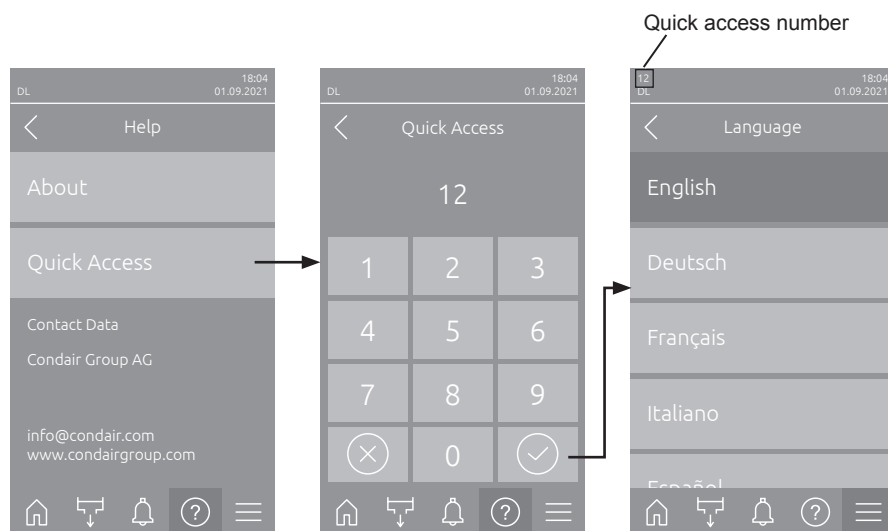 Quick access number
18:04
DL 01.09.2021
Help
About
Quick Access
Contact Data
Condair Group AG
info@condair.com
www.condairgroup.com
?
18:04
DL 01.09.2021
Quick Access
12
1 2 3
4 5 6
7 8 9
0
?
12 18:04
DL 01.09.2021
Language
English
Deutsch
Français
Italiano
Español
?